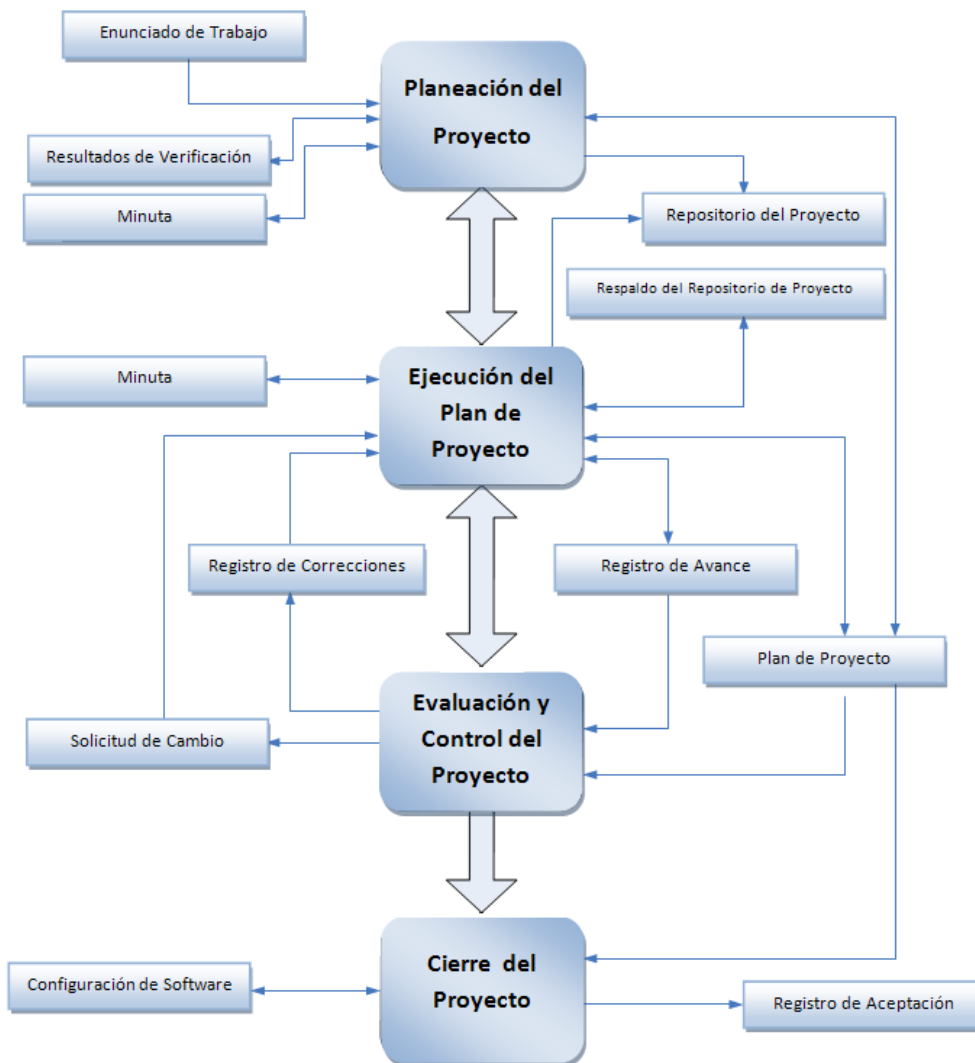 Enunciado de Trabajo
Planeación del
Proyecto
Resultados de Verificación
Minuta
Repositorio del Proyecto
Respaldo del Repositorio de Proyecto
Minuta
Ejecución del
Plan de
Proyecto
Registro de Correcciones
Registro de Avance
Plan de Proyecto
Evaluación y
Control del
Proyecto
Solicitud de Cambio
Cierre del
Proyecto
Configuración de Software
Registro de Aceptación